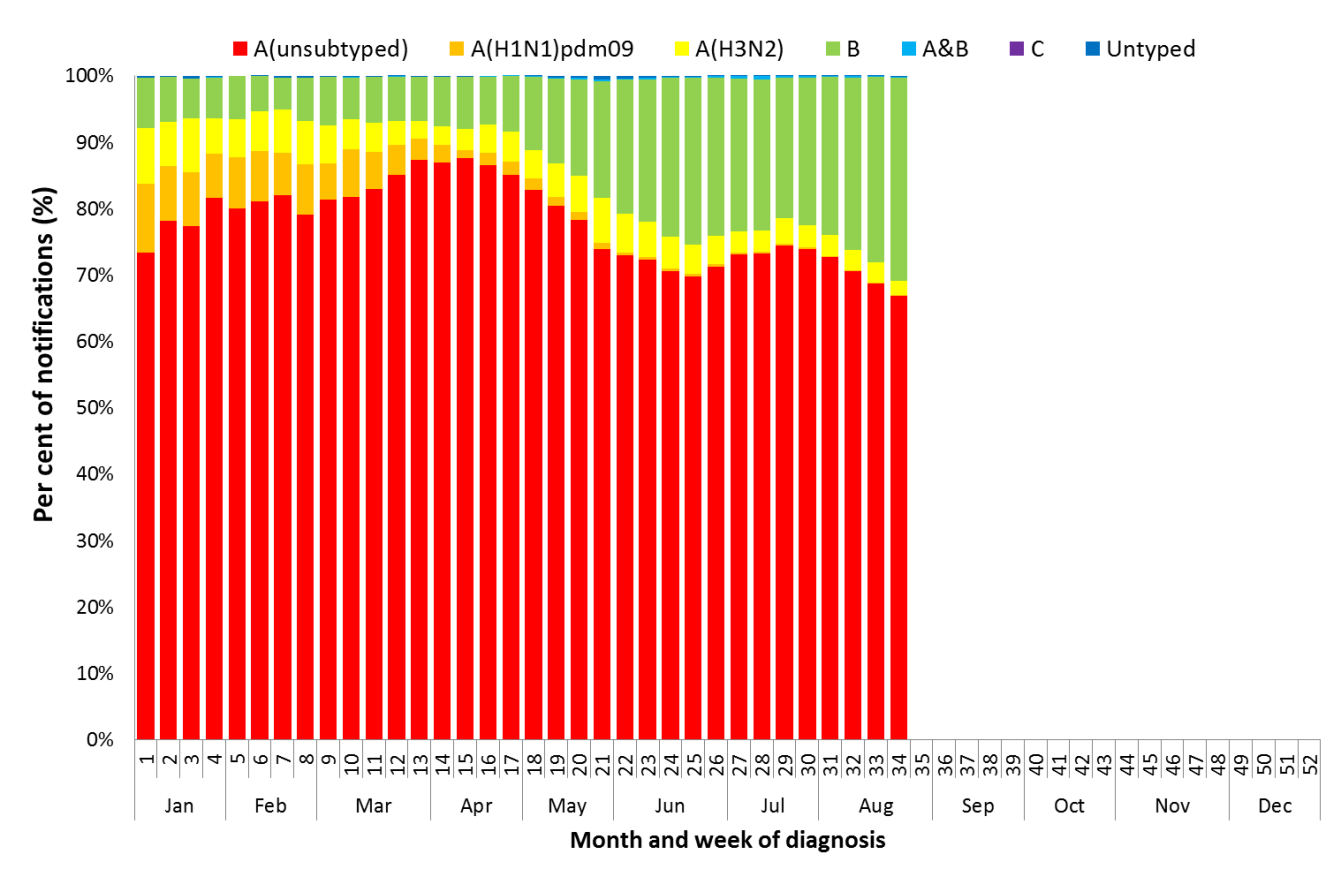 A(unsubtyped) A(H1N1)pdm09 A(H3N2) B A&B C Untyped
100%
90%
80%
70%
60%
50%
40%
30%
20%
10%
0%
Per cent of notifications (%)
1 2 3 4 5 6 7 8 9 10 11 12 13 14 15 16 17 18 19 20 21 22 23 24 25 26 27 28 29 30 31 32 33 34 35 36 37 38 39 40 41 42 43 44 45 46 47 48 49 50 51 52
Jan Feb Mar Apr May Jun Jul Aug Sep Oct Nov Dec
Month and week of diagnosis